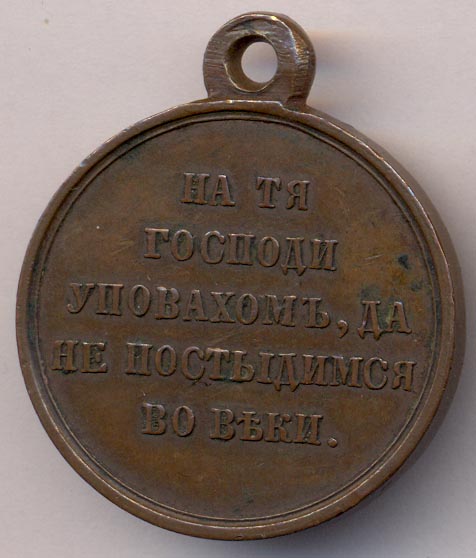 НА ТЯ
ГОСПОДИ
УПОВАХОМЪ, ДА
НЕ ПОСТЫДИМСЯ
ВО ВѢКИ.